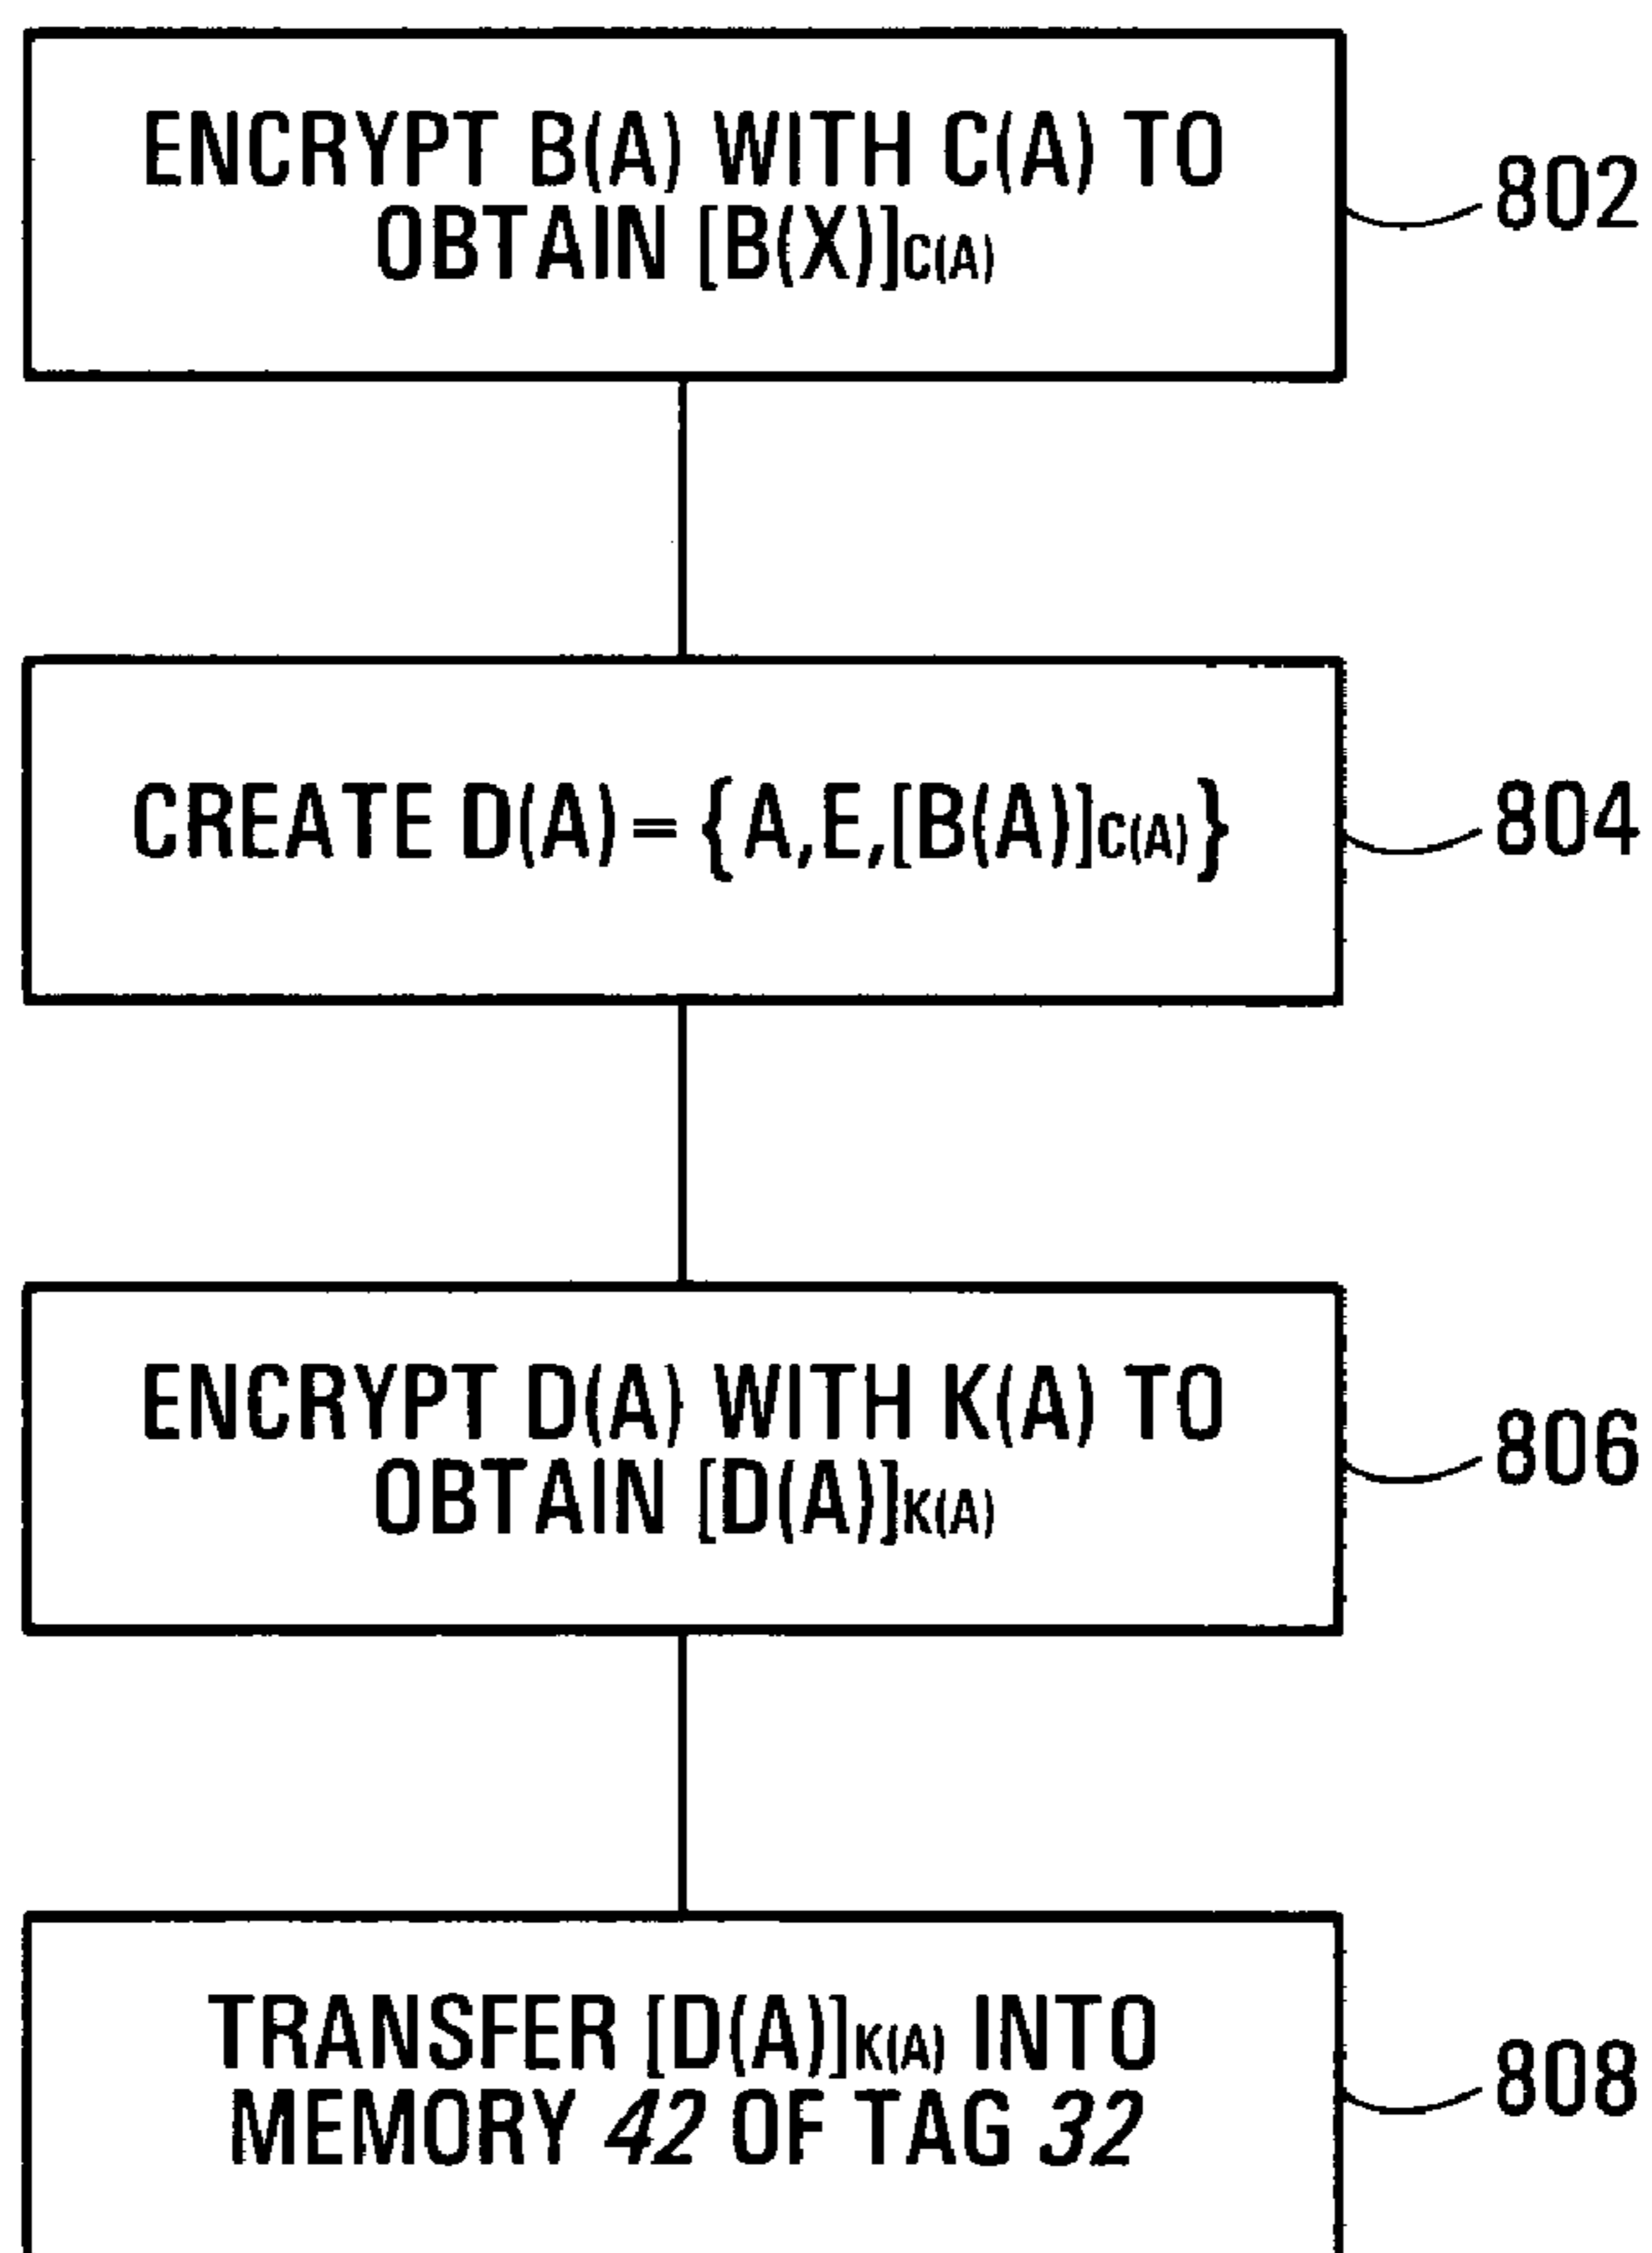 ENCRYPT B(A) WITH C(A) TO
OBTAIN [B(X)]C(A)
802
CREATE D(A) = {A,E,[B(A)]C(A)}
804
ENCRYPT D(A) WITH K(A) TO
OBTAIN [D(A)]K(A)
806
TRANSFER [D(A)]K(A) INTO
MEMORY 42 OF TAG 32
808